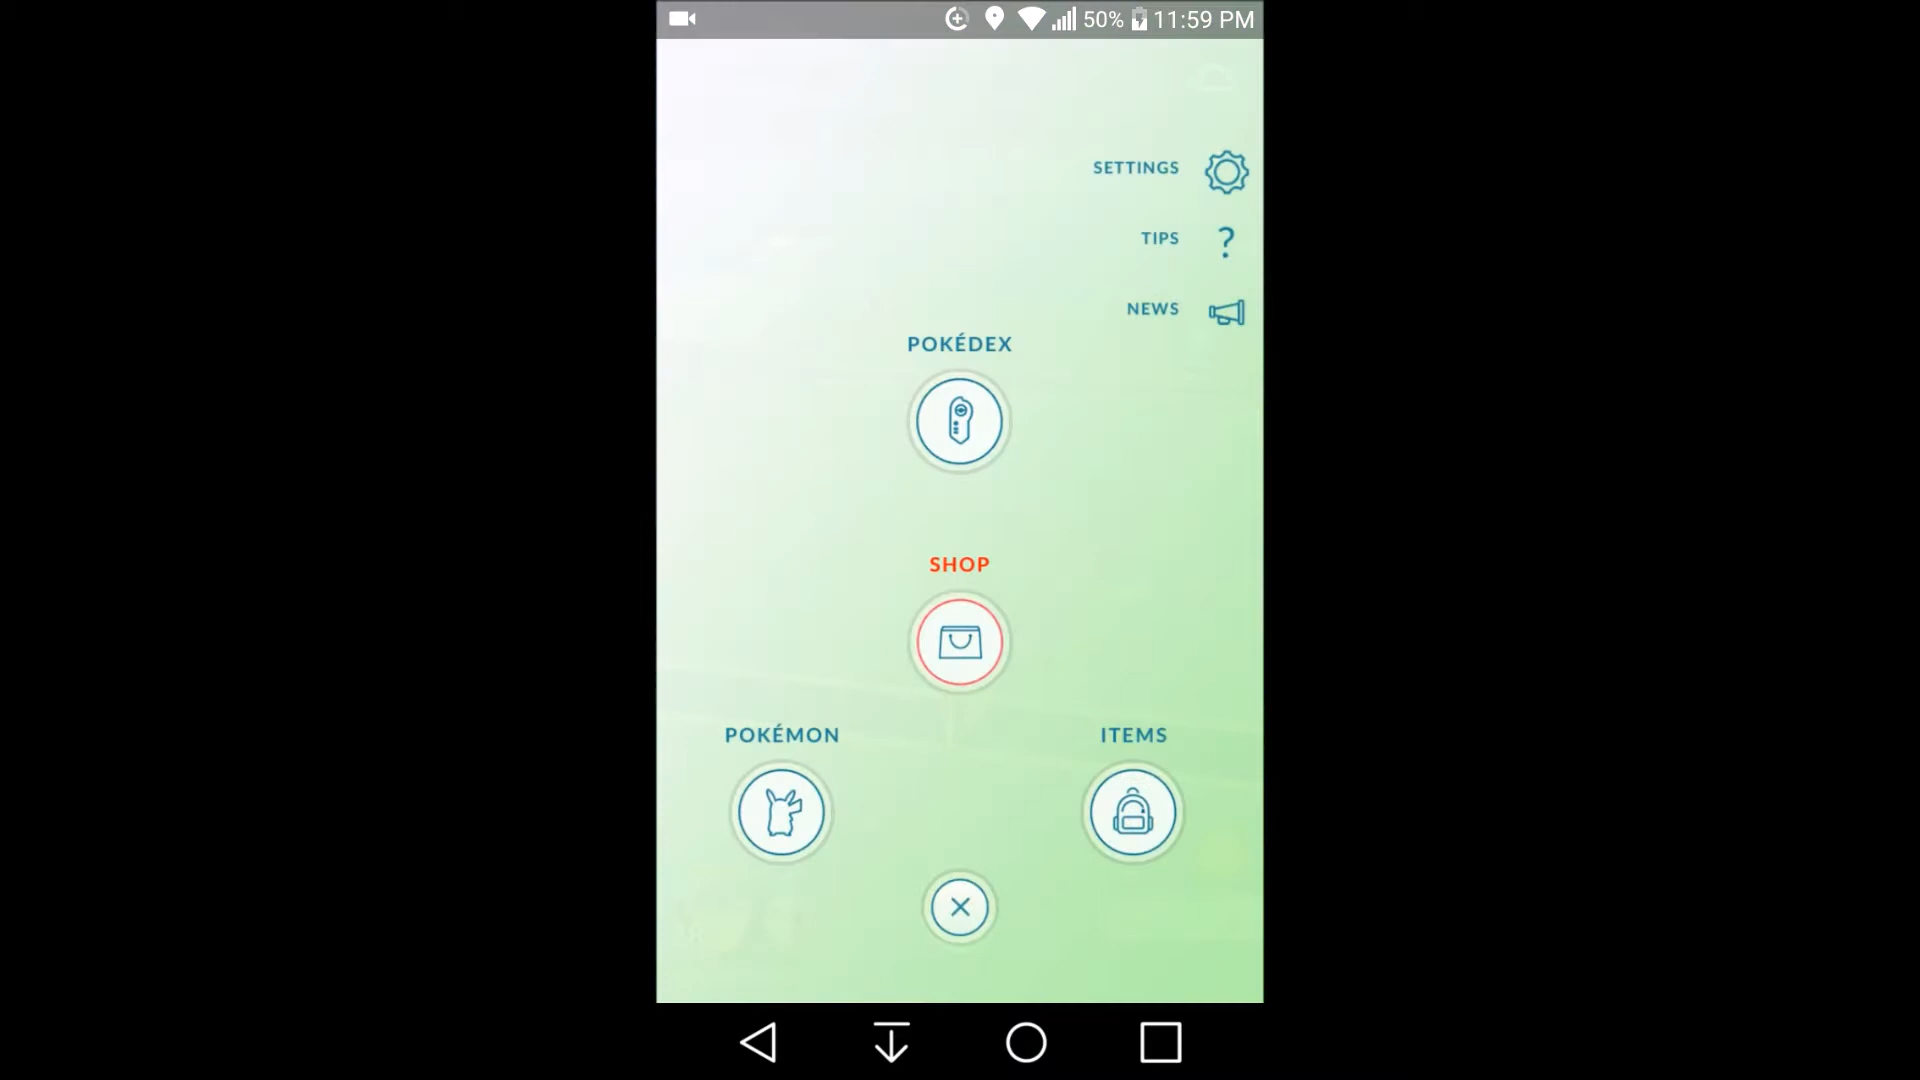 50% 11:59 PM
SETTINGS
TIPS
?
NEWS
POKÉDEX
SHOP
POKÉMON
ITEMS